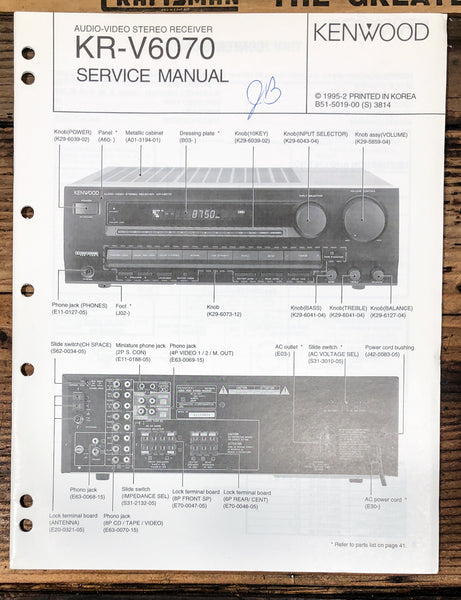 CRAFTSMAN
THE GREATES
AUDIO-VIDEO STEREO RECEIVER
KR-V6070
SERVICE MANUAL
KENWOOD
JB
© 1995-2 PRINTED IN KOREA
B51-5019-00 (S) 3814
Knob(POWER)
(K29-6039-02)
Panel *
(A60- )
Metallic cabinet
(A01-3194-01)
Dressing plate *
(B03- )
Knob(10KEY)
(K29-6039-02)
Knob(INPUT SELECTOR)
(K29-6043-04)
Knob assy(VOLUME)
(K29-5859-04)
KENWOOD
8750
Phone jack (PHONES)
(E11-0127-05)
Foot *
(J02-)
Knob
(K29-6073-12)
Knob(BASS)
(K29-6041-04)
Knob(TREBLE)
(K29-6041-04)
Knob(BALANCE)
(K29-6127-04)
Slide switch(CH SPACE)
(S62-0034-05)
Miniature phone jack
(2P S. CON)
(E11-0188-05)
Phono jack
(4P VIDEO 1 / 2 / M. OUT)
(E63-0069-15)
AC outlet *
(E03-)
Slide switch *
(AC VOLTAGE SEL)
(S31-3010-05)
Power cord bushing
(J42-0083-05)
Phono jack
(E63-0068-15)
Slide switch
(IMPEDANCE SEL)
(S31-2132-05)
Lock terminal board
(8P FRONT SP)
(E70-0047-05)
Lock terminal board
(6P REAR/ CENT)
(E70-0046-05)
AC power cord *
(E30-)
Lock terminal board
(ANTENNA)
(E20-0321-05)
Phono jack
(8P CD / TAPE / VIDEO)
(E63-0070-15)
* Refer to parts list on page 41.